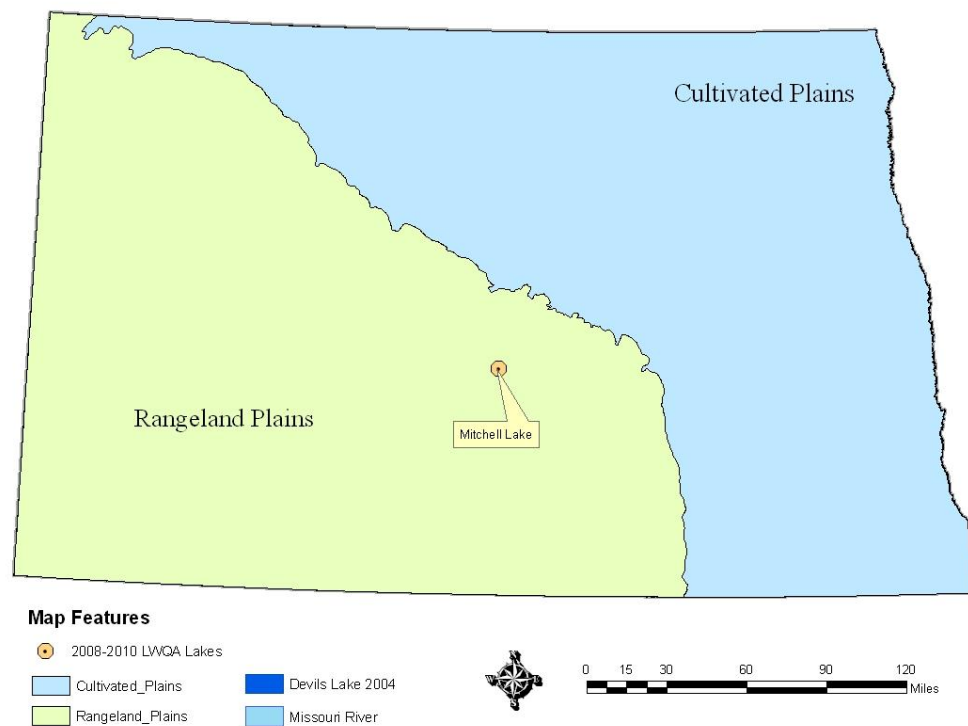 Cultivated Plains
Rangeland Plains
Mitchell Lake
Map Features
2008-2010 LWQA Lakes
Cultivated_Plains
Devils Lake 2004
Rangeland_Plains
Missouri River
N
W
E
S
0 15 30 60 90 120
Miles